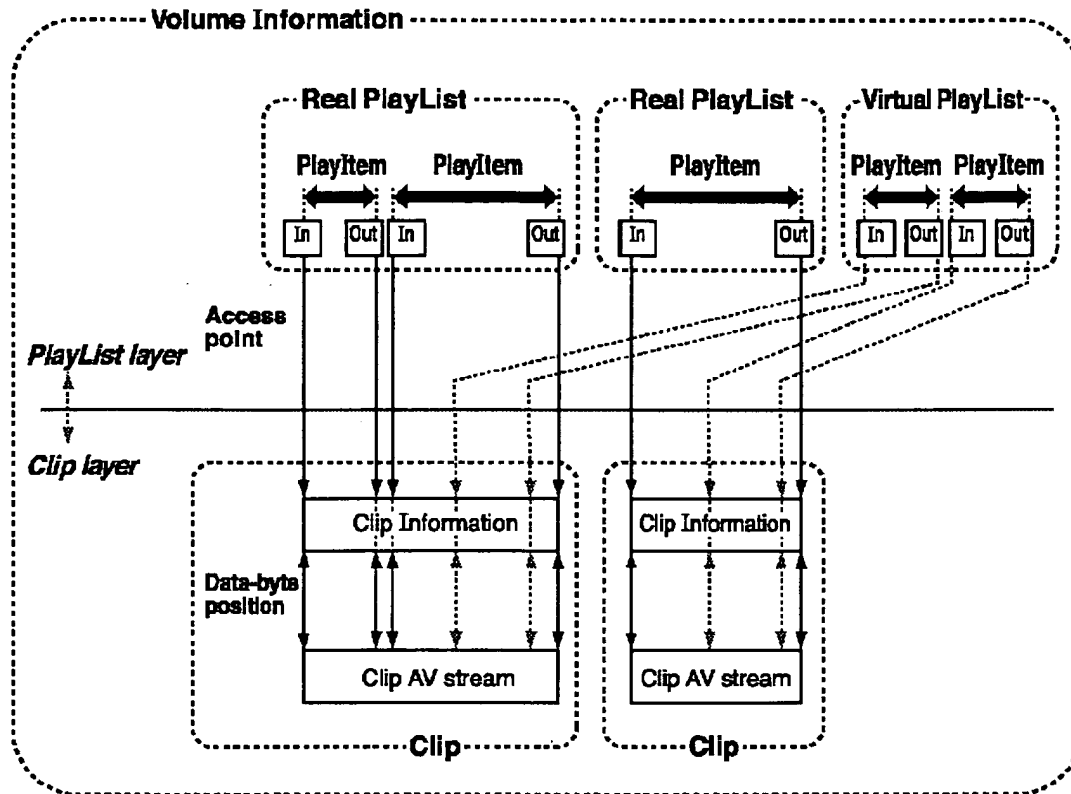 Volume Information
Real PlayList
Real PlayList
Virtual PlayList
PlayItem
PlayItem
PlayItem
PlayItem
PlayItem
In
Out
In
Out
In
Out
In
Out
In
Out
Access
point
PlayList layer
Clip layer
Clip Information
Clip Information
Data-byte
position
Clip AV stream
Clip AV stream
Clip
Clip